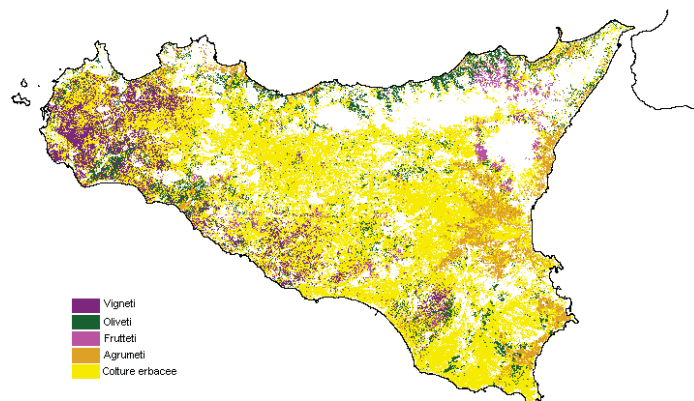 Vigneti
Oliveti
Frutteti
Agrumeti
Colture erbacee